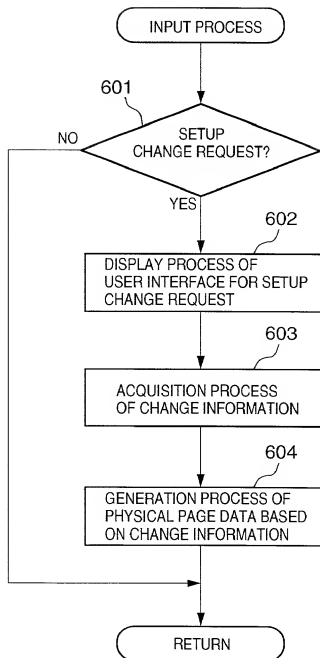 INPUT PROCESS
601
SETUP
CHANGE REQUEST?
NO
YES
602
DISPLAY PROCESS OF
USER INTERFACE FOR SETUP
CHANGE REQUEST
603
ACQUISITION PROCESS
OF CHANGE INFORMATION
604
GENERATION PROCESS OF
PHYSICAL PAGE DATA BASED
ON CHANGE INFORMATION
RETURN